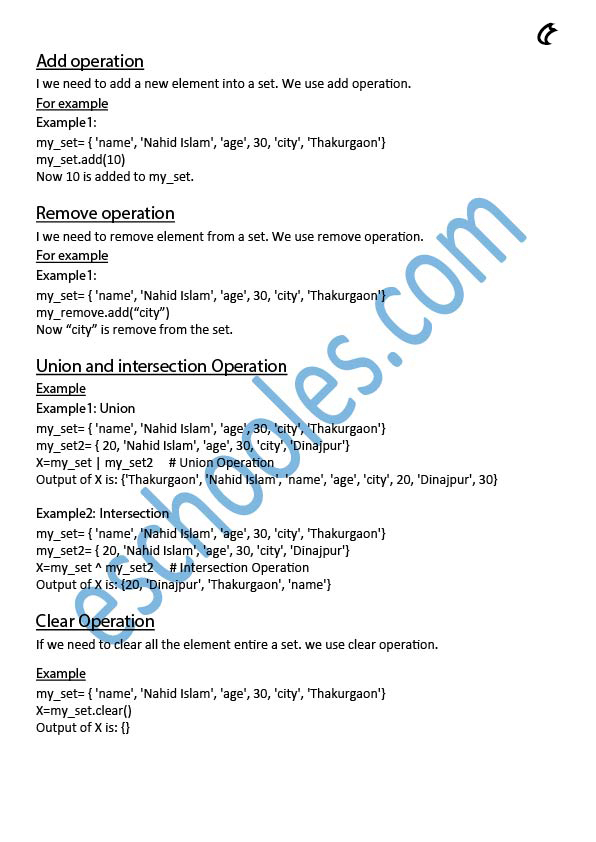 Add operation
I we need to add a new element into a set. We use add operation.
For example
Example1:
my_set= { 'name', 'Nahid Islam', 'age', 30, 'city', 'Thakurgaon'}
my_set.add(10)
Now 10 is added to my_set.
Remove operation
I we need to remove element from a set. We use remove operation.
For example
Example1:
my_set= { 'name', 'Nahid Islam', 'age', 30, 'city', 'Thakurgaon'}
my_remove.add(“city”)
Now “city” is remove from the set.
Union and intersection Operation
Example
Example1: Union
my_set= { 'name', 'Nahid Islam', 'age', 30, 'city', 'Thakurgaon'}
my_set2= { 20, 'Nahid Islam', 'age', 30, 'city', 'Dinajpur'}
X=my_set | my_set2 # Union Operation
Output of X is: {'Thakurgaon', 'Nahid Islam', 'name', 'age', 'city', 20, 'Dinajpur', 30}
Example2: Intersection
my_set= { 'name', 'Nahid Islam', 'age', 30, 'city', 'Thakurgaon'}
my_set2= { 20, 'Nahid Islam', 'age', 30, 'city', 'Dinajpur'}
X=my_set ^ my_set2 # Intersection Operation
Output of X is: {20, 'Dinajpur', 'Thakurgaon', 'name'}
Clear Operation
If we need to clear all the element entire a set. we use clear operation.
Example
my_set= { 'name', 'Nahid Islam', 'age', 30, 'city', 'Thakurgaon'}
X=my_set.clear()
Output of X is: {}
eschooles.com